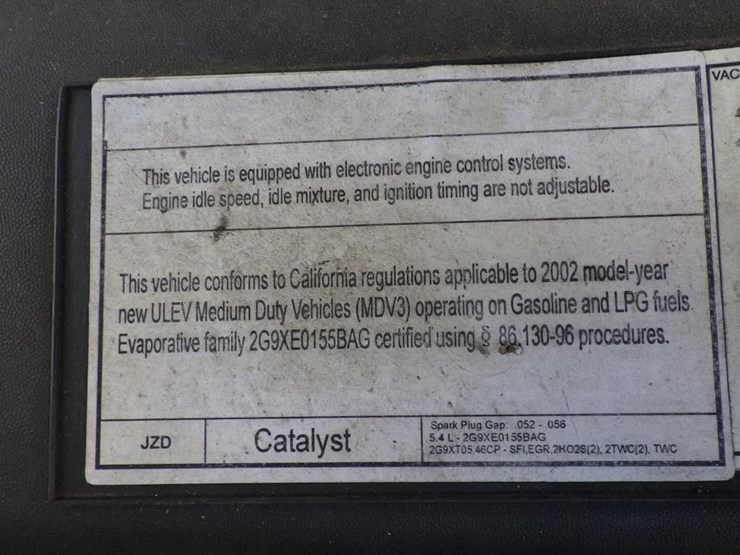 VAC
This vehicle is equipped with electronic engine control systems.
Engine idle speed, idle mixture, and ignition timing are not adjustable.
This vehicle conforms to California regulations applicable to 2002 model-year
new ULEV Medium Duty Vehicles (MDV3) operating on Gasoline and LPG fuels.
Evaporative family 2G9XE0155BAG certified using § 86.130-96 procedures.
JZD
Catalyst
Spark Plug Gap: .052 - .056
5.4 L - 2G9XE0155BAG
2G9XT05.46CP - SFI,EGR,2HO2S(2), 2TWC(2), TWC